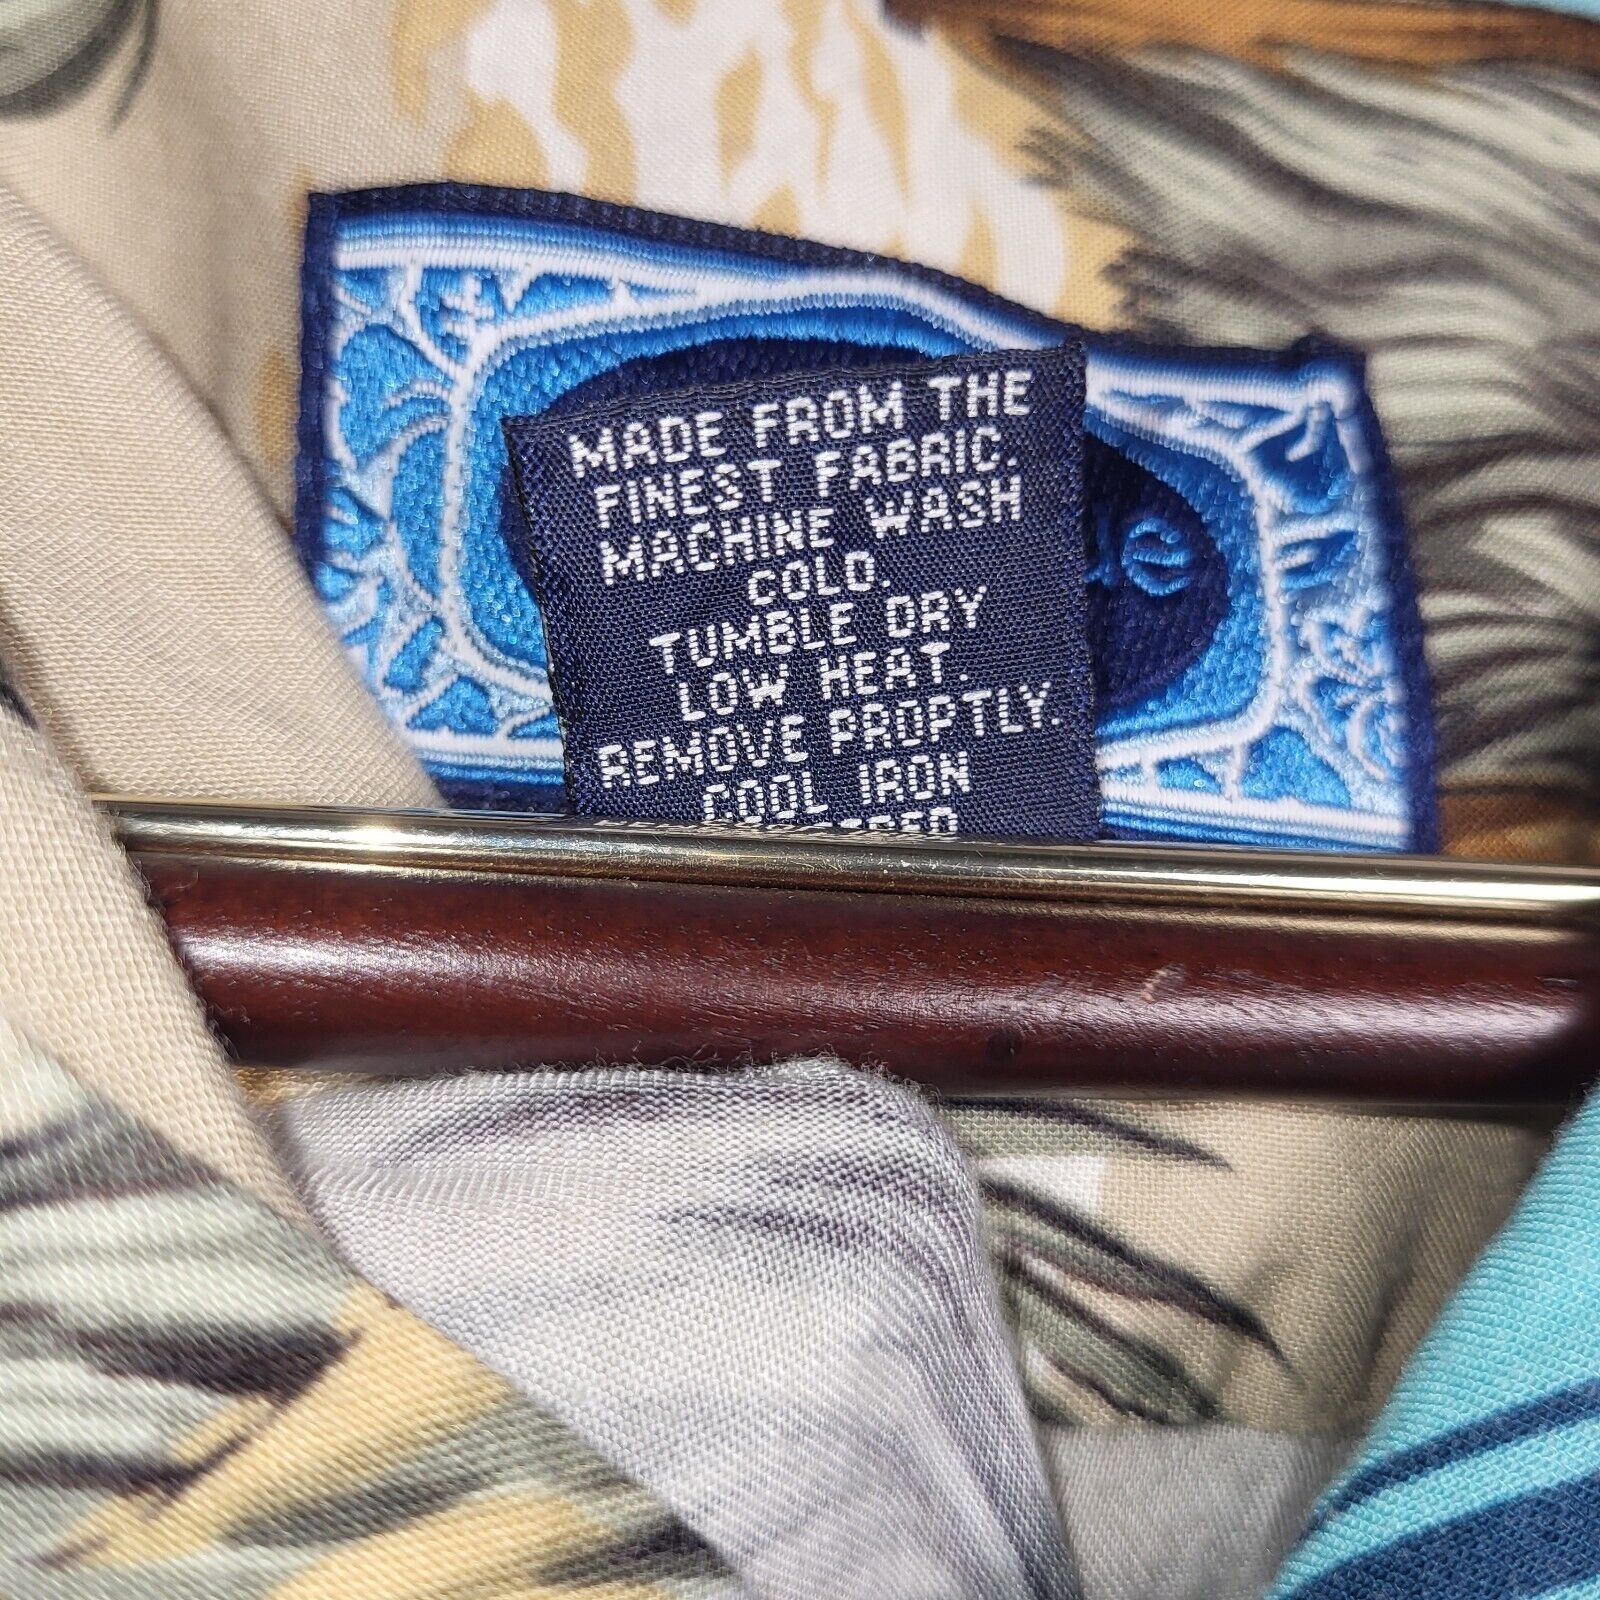 MADE FROM THE
FINEST FABRIC.
MACHINE WASH
COLD.
TUMBLE DRY
LOW HEAT.
REMOVE PROPTLY.
COOL IRON